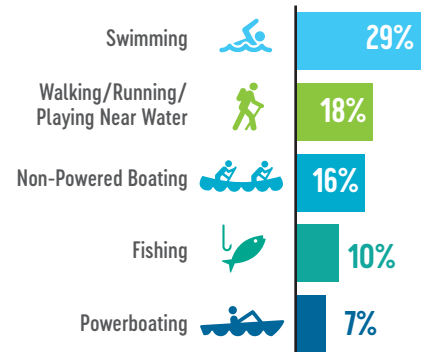 Swimming
29%
Walking/Running/
Playing Near Water
18%
Non-Powered Boating
16%
Fishing
10%
Powerboating
7%